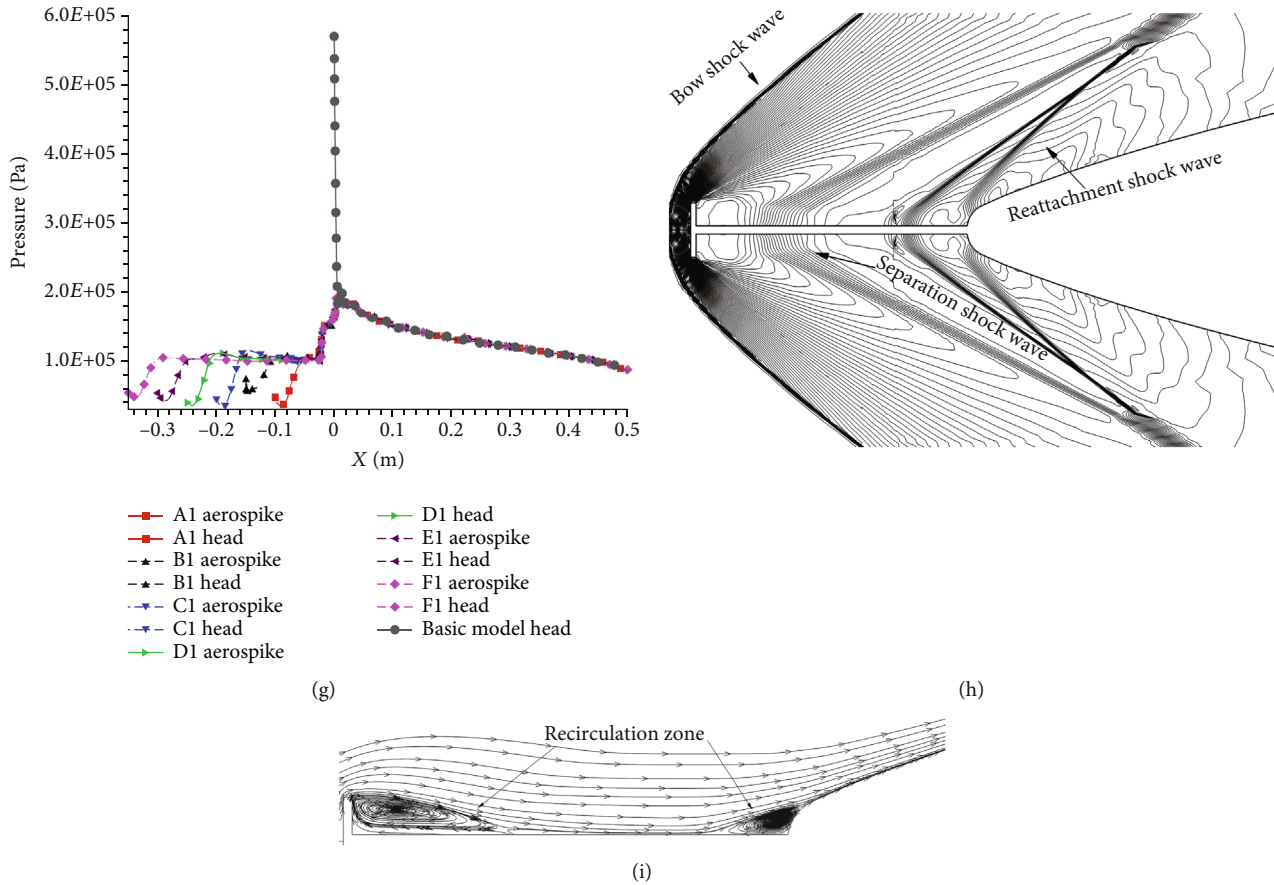 6.0E+05
5.0E+05
4.0E+05
3.0E+05
2.0E+05
1.0E+05
Pressure (Pa)
−0.3 −0.2 −0.1 0 0.1 0.2 0.3 0.4 0.5
X (m)
A1 aerospike
A1 head
B1 aerospike
B1 head
C1 aerospike
C1 head
D1 aerospike
D1 head
E1 aerospike
E1 head
F1 aerospike
F1 head
Basic model head
(g)
Bow shock wave
Reattachment shock wave
Separation shock wave
(h)
Recirculation zone
(i)